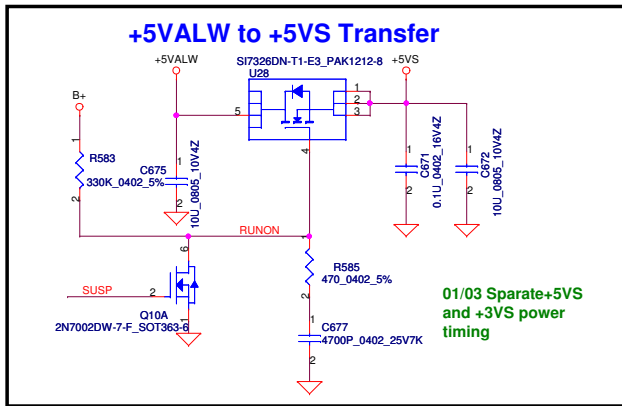 +5VALW to +5VS Transfer
+5VALW
SI7326DN-T1-E3_PAK1212-8
U28
+5VS
B+
5
1
2
3
4
1
R583
330K_0402_5%
2
1
C675
10U_0805_10V4Z
2
1
C671
0.1U_0402_16V4Z
2
1
C672
10U_0805_10V4Z
2
RUNON
6
SUSP
2
1
Q10A
2N7002DW-7-F_SOT363-6
1
R585
470_0402_5%
2
1
C677
4700P_0402_25V7K
2
01/03 Sparate+5VS
and +3VS power
timing